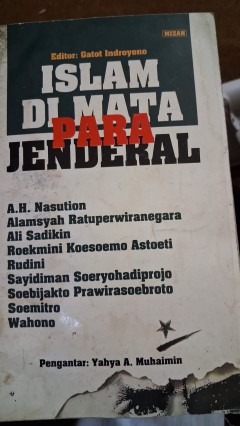 MIZAN
Editor: Gatot Indroyono
ISLAM
DI MATA
PARA
JENDERAL
A.H. Nasution
Alamsyah Ratuperwiranegara
Ali Sadikin
Roekmini Koesoemo Astoeti
Rudini
Sayidiman Soeryohadiprojo
Soebijakto Prawirasoebroto
Soemitro
Wahono
Pengantar: Yahya A. Muhaimin